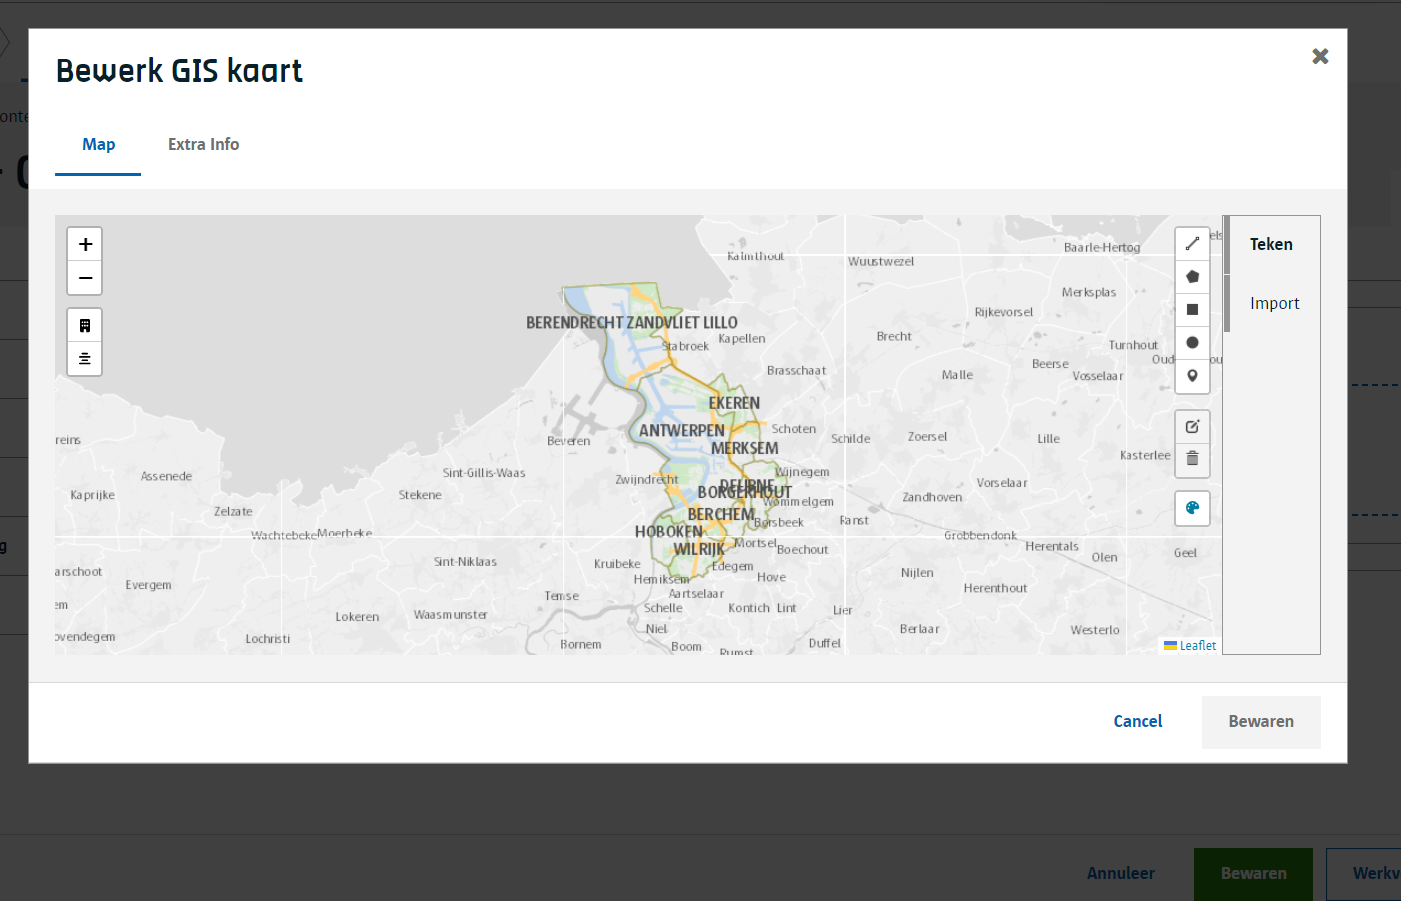 Bewerk GIS kaart
Map
Extra Info
Teken
Import
Kalmthout
Wuustwezel
Baarle-Hertog
Merksplas
BERENDRECHT ZANDVLIET LILLO
Rijkevorsel
Stabroek
Kapellen
Brecht
Turnhout
Brasschaat
Malle
Beerse
Vosselaar
EKEREN
ANTWERPEN
Schoten
Schilde
Zoersel
Lille
Beveren
MERKSEM
Kasterlee
reins
Assenede
Sint-Gillis-Waas
Zwijndrecht
Wijnegem
DEURNE
Vorselaar
Kaprijke
Stekene
BORGERHOUT
Wommelgem
Zandhoven
Zelzate
BERCHEM
Borsbeek
Ranst
Wachtebeke
Moerbeke
HOBOKEN
Grobbendonk
WILRIJK
Mortsel
Boechout
Herentals
Geel
Sint-Niklaas
Kruibeke
Edegem
Olen
arschoot
Evergem
Hemiksem
Hove
Nijlen
Herenthout
em
Temse
Aartselaar
Schelle
Kontich
Lint
Lier
Lokeren
Waasmunster
ovendegem
Lochristi
Niel
Berlaar
Westerlo
Bornem
Boom
Rumst
Duffel
Leaflet
Cancel
Bewaren
Annuleer
Bewaren
Werkv